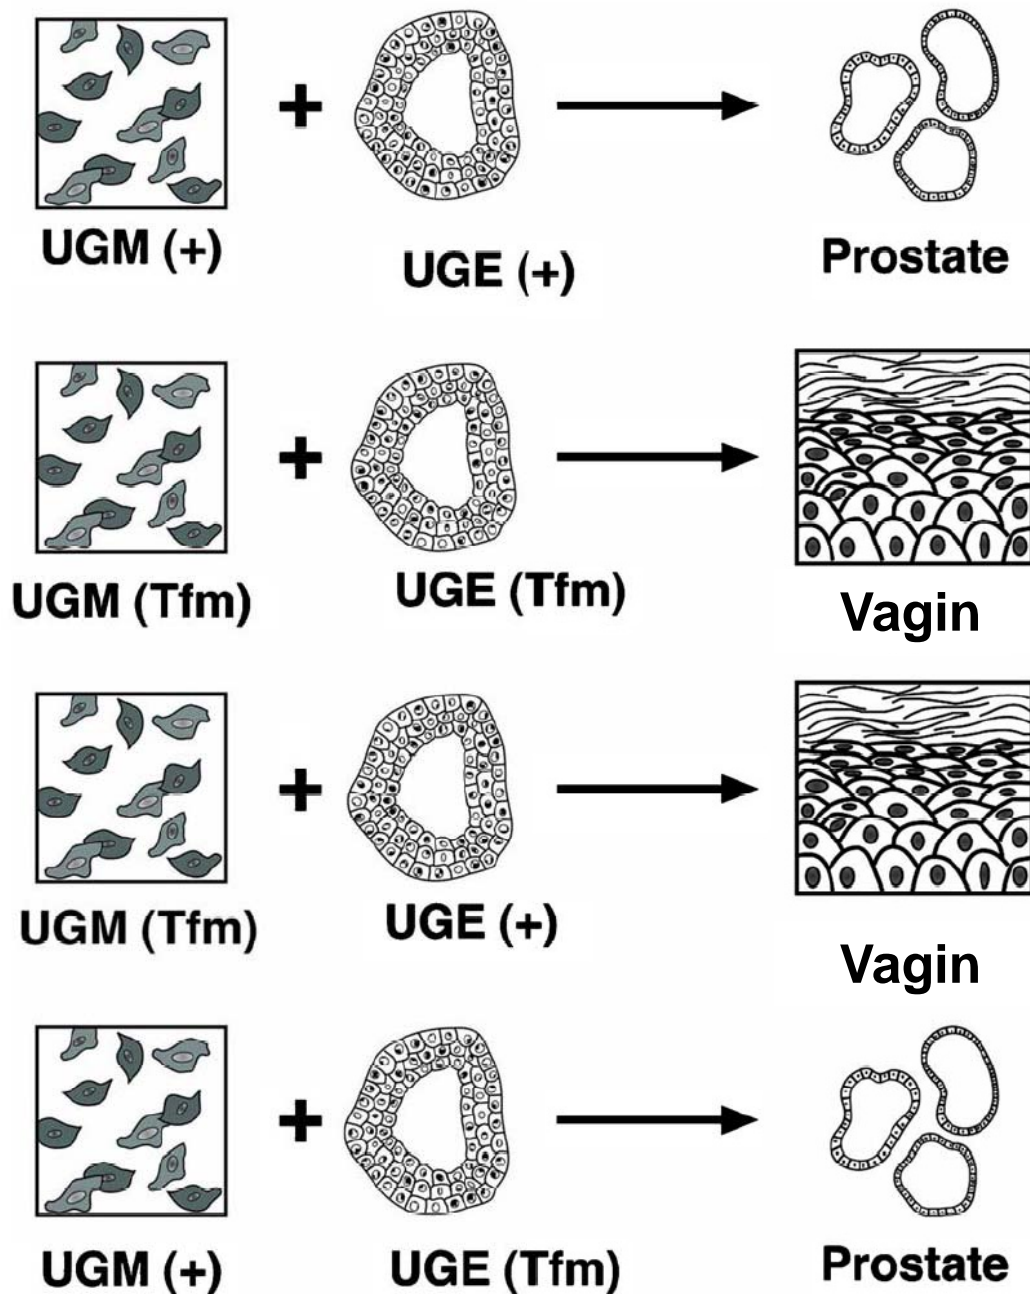 +
UGM (+)
UGE (+)
Prostate
+
UGM (Tfm)
UGE (Tfm)
Vagin
+
UGM (Tfm)
UGE (+)
Vagin
+
UGM (+)
UGE (Tfm)
Prostate